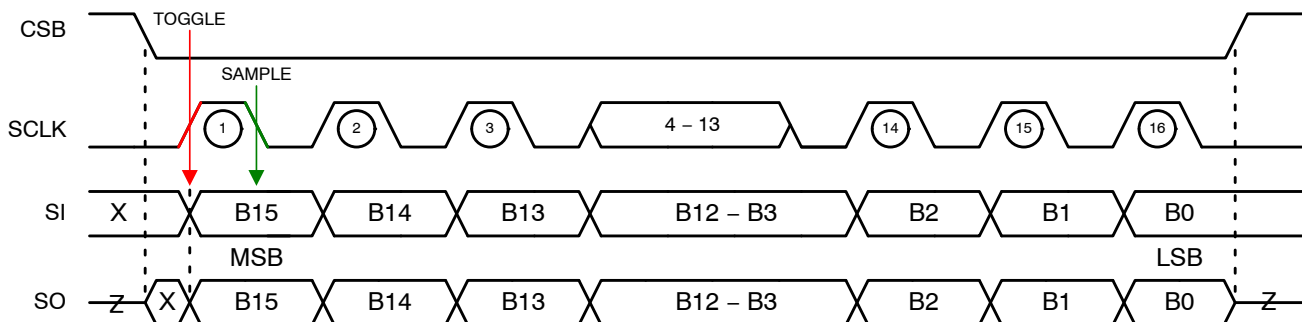 CSB
TOGGLE
SAMPLE
SCLK 1 2 3 4 – 13 14 15 16
SI X B15 B14 B13 B12 – B3 B2 B1 B0
MSB LSB
SO Z X B15 B14 B13 B12 – B3 B2 B1 B0 Z